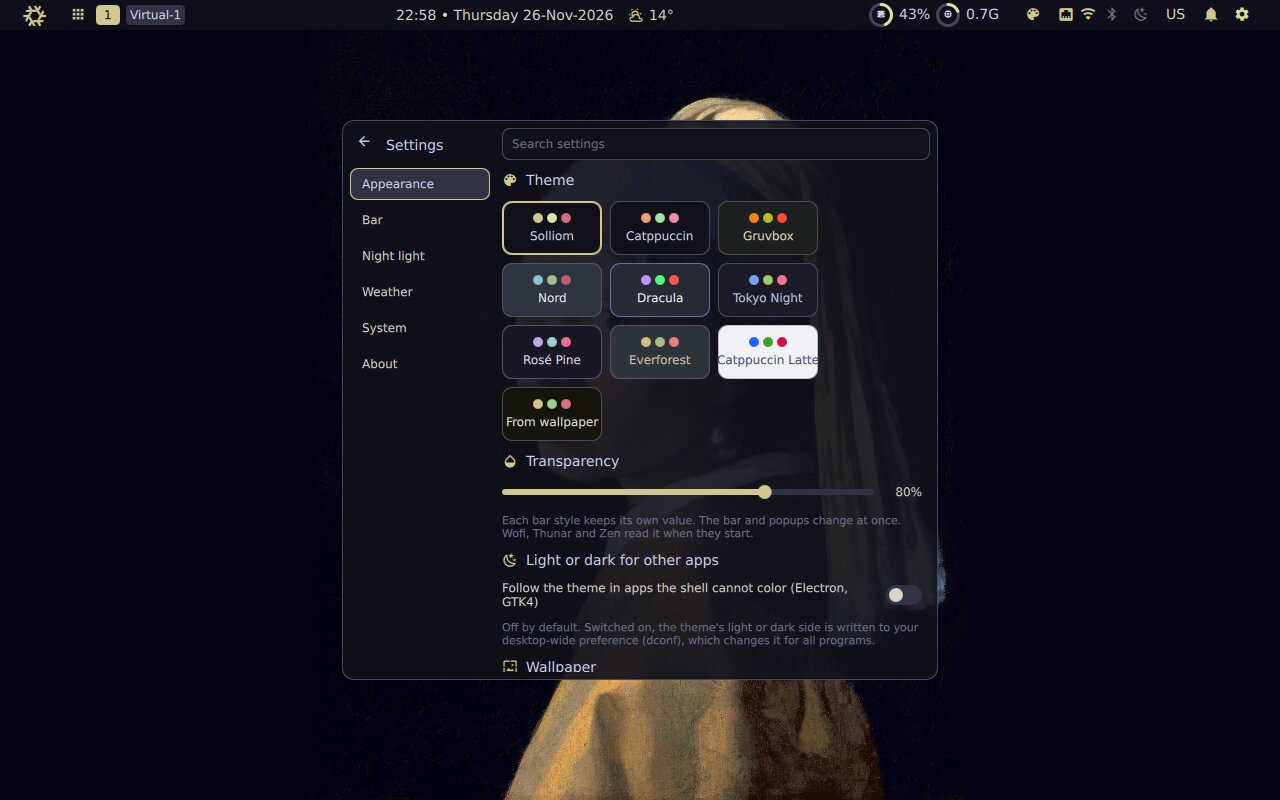 1 Virtual-1 22:58 • Thursday 26-Nov-2026 14° 43% 0.7G US
Settings
Search settings
Appearance
Bar
Night light
Weather
System
About
Theme
Solliom Catppuccin Gruvbox
Nord Dracula Tokyo Night
Rosé Pine Everforest Catppuccin Latte
From wallpaper
Transparency
80%
Each bar style keeps its own value. The bar and popups change at once.
Wofi, Thunar and Zen read it when they start.
Light or dark for other apps
Follow the theme in apps the shell cannot color (Electron,
GTK4)
Off by default. Switched on, the theme's light or dark side is written to your
desktop-wide preference (dconf), which changes it for all programs.
Wallpaper